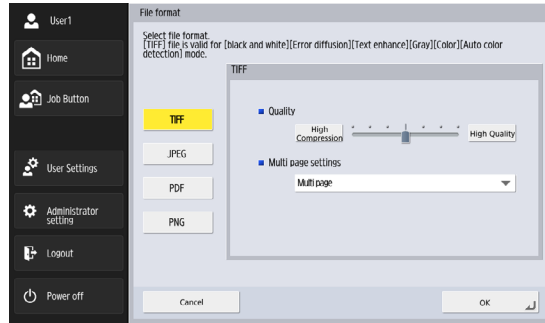 User1
Home
Job Button
User Settings
Administrator
setting
Logout
Power off
File format
Select file format.
[TIFF] file is valid for [black and white][Error diffusion][Text enhance][Gray][Color][Auto color
detection] mode.
TIFF
JPEG
PDF
PNG
TIFF
Quality
High
Compression
High Quality
Multi page settings
Multi page
Cancel
OK